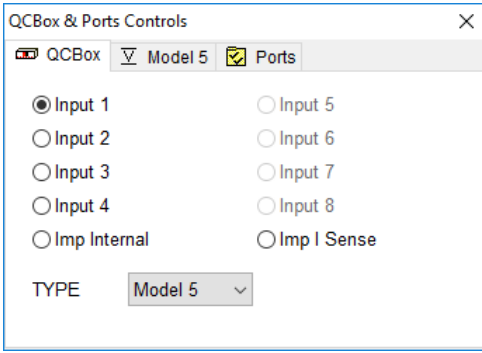 QCBox & Ports Controls
QCBox Model 5 Ports
Input 1 Input 5
Input 2 Input 6
Input 3 Input 7
Input 4 Input 8
Imp Internal Imp I Sense
TYPE Model 5